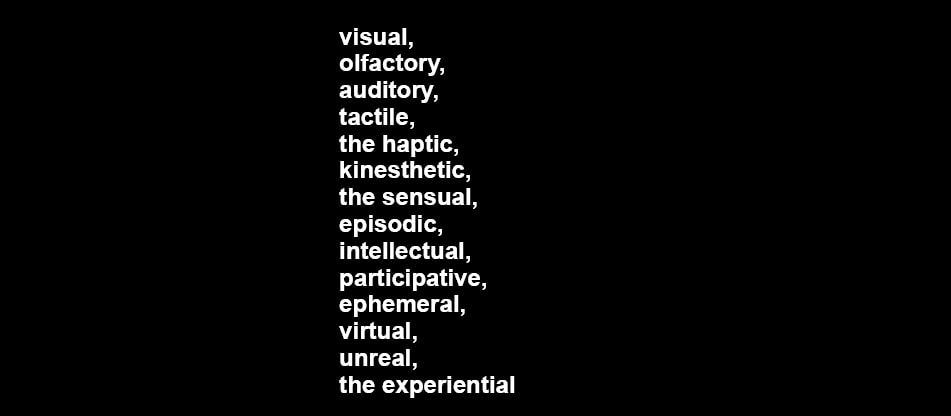 visual,
olfactory,
auditory,
tactile,
the haptic,
kinesthetic,
the sensual,
episodic,
intellectual,
participative,
ephemeral,
virtual,
unreal,
the experiential